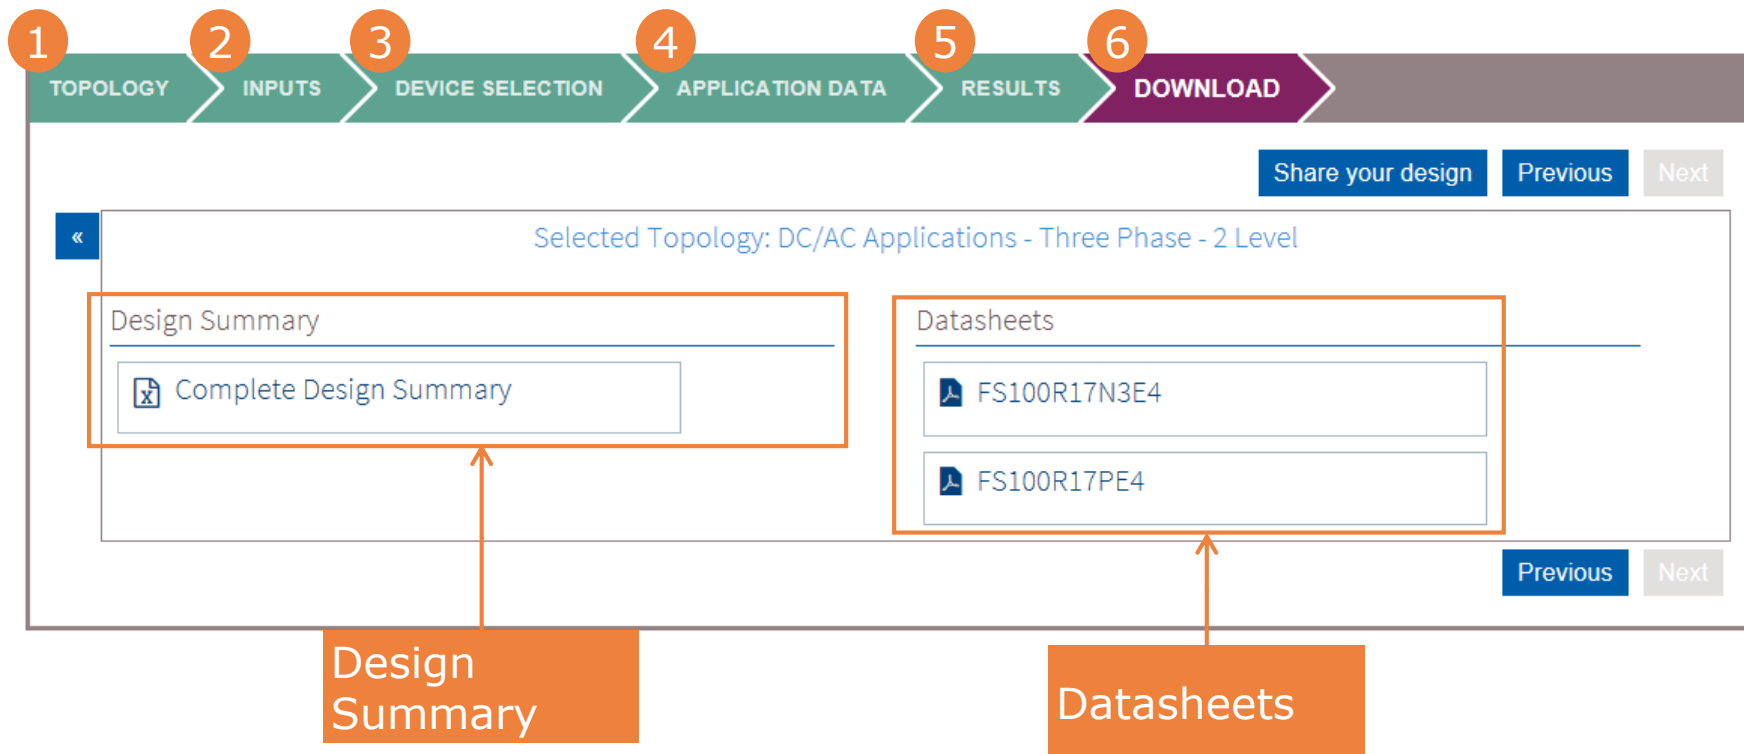 1 2 3 4 5 6
TOPOLOGY INPUTS DEVICE SELECTION APPLICATION DATA RESULTS DOWNLOAD
Share your design Previous Next
«
Selected Topology: DC/AC Applications - Three Phase - 2 Level
Design Summary
Complete Design Summary
Datasheets
FS100R17N3E4
FS100R17PE4
Previous Next
Design
Summary
Datasheets